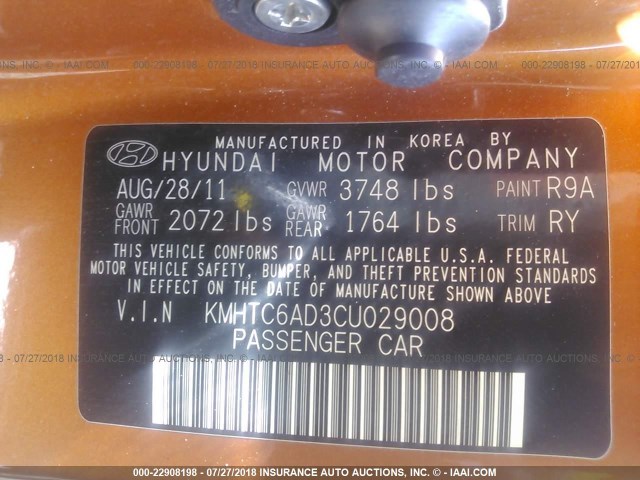 000-22908198 - 07/27/2018 INSURANCE AUTO AUCTIONS INC. - © - IAAI.COM
MANUFACTURED IN KOREA BY
HYUNDAI MOTOR COMPANY
AUG/28/11 GVWR 3748 lbs PAINT R9A
GAWR FRONT 2072 lbs GAWR REAR 1764 lbs TRIM RY
THIS VEHICLE CONFORMS TO ALL APPLICABLE U.S.A. FEDERAL
MOTOR VEHICLE SAFETY, BUMPER, AND THEFT PREVENTION STANDARDS
IN EFFECT ON THE DATE OF MANUFACTURE SHOWN ABOVE
V.I.N KMHTC6AD3CU029008
PASSENGER CAR
000-22908198 - 07/27/2018 INSURANCE AUTO AUCTIONS INC. - © - IAAI.COM